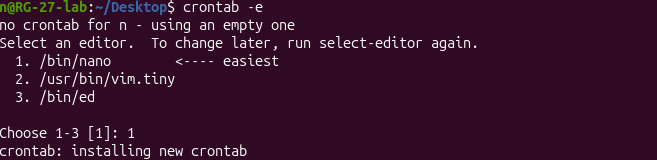 n@RG-27-lab:~/Desktop$ crontab -e
no crontab for n - using an empty one
Select an editor.  To change later, run select-editor again.
  1. /bin/nano        <---- easiest
  2. /usr/bin/vim.tiny
  3. /bin/ed

Choose 1-3 [1]: 1
crontab: installing new crontab